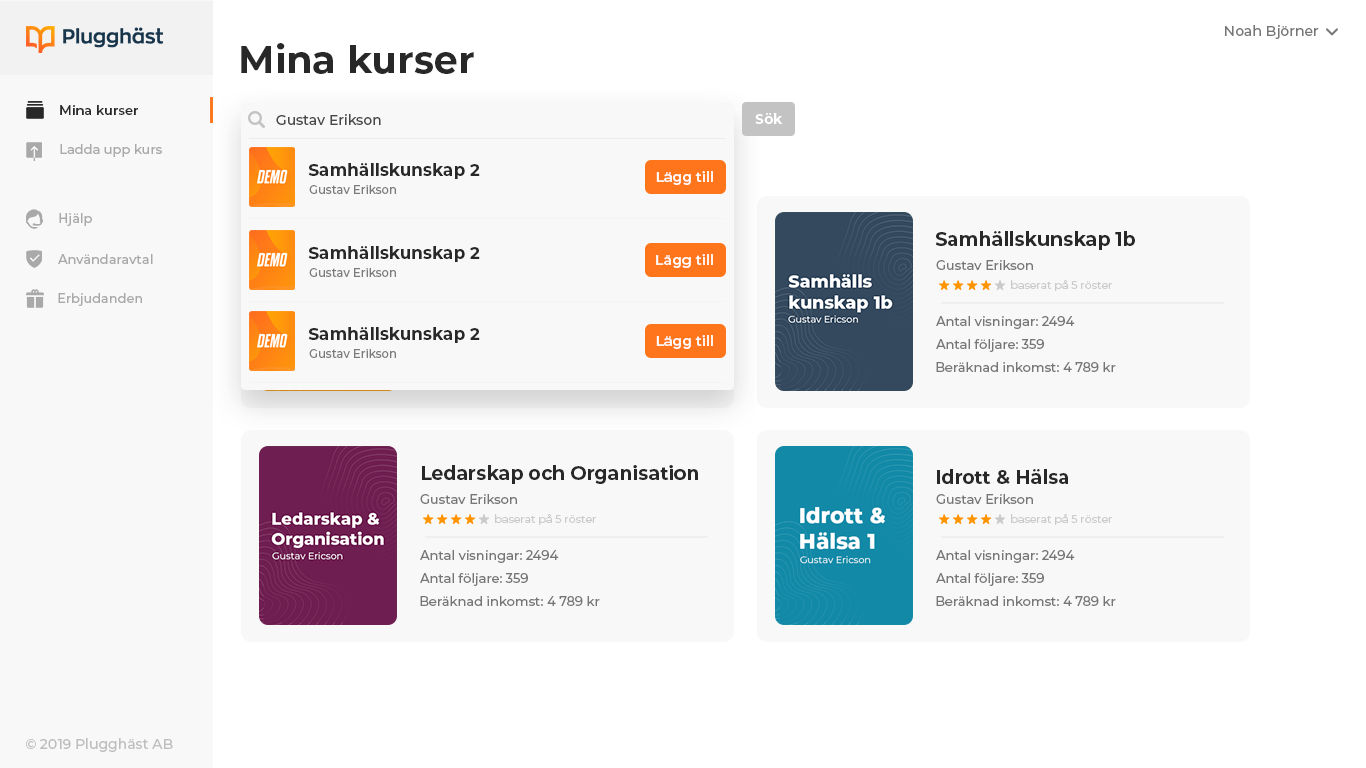 Plugghäst
Noah Björner
Mina kurser
Mina kurser
Ladda upp kurs
Hjälp
Användaravtal
Erbjudanden
© 2019 Plugghäst AB
Gustav Erikson
Sök
DEMO
Samhällskunskap 2
Gustav Erikson
Lägg till
DEMO
Samhällskunskap 2
Gustav Erikson
Lägg till
DEMO
Samhällskunskap 2
Gustav Erikson
Lägg till
Samhälls
kunskap 1b
Gustav Ericson
Samhällskunskap 1b
Gustav Erikson
baserat på 5 röster
Antal visningar: 2494
Antal följare: 359
Beräknad inkomst: 4 789 kr
Ledarskap &
Organisation
Gustav Ericson
Ledarskap och Organisation
Gustav Erikson
baserat på 5 röster
Antal visningar: 2494
Antal följare: 359
Beräknad inkomst: 4 789 kr
Idrott &
Hälsa 1
Gustav Ericson
Idrott & Hälsa
Gustav Erikson
baserat på 5 röster
Antal visningar: 2494
Antal följare: 359
Beräknad inkomst: 4 789 kr